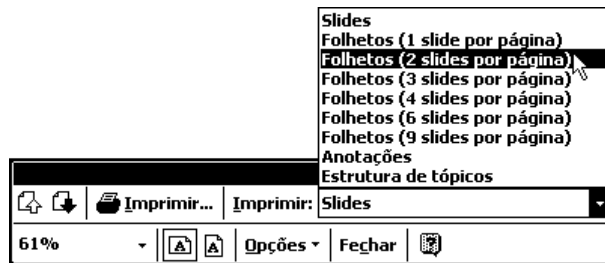 Slides
Folhetos (1 slide por página)
Folhetos (2 slides por página)
Folhetos (3 slides por página)
Folhetos (4 slides por página)
Folhetos (6 slides por página)
Folhetos (9 slides por página)
Anotações
Estrutura de tópicos
Imprimir... Imprimir: Slides
61% A A Opções Fechar ?